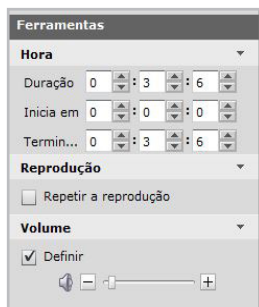 Ferramentas
Hora
Duração 0 : 3 : 6
Inicia em 0 : 0 : 0
Termin... 0 : 3 : 6
Reprodução
Repetir a reprodução
Volume
Definir